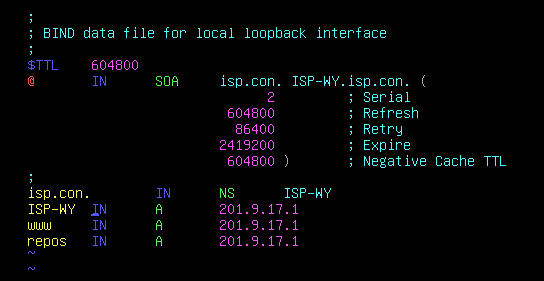 ;
; BIND data file for local loopback interface
;
$TTL    604800
@       IN      SOA     isp.con. ISP-WY.isp.con. (
                              2         ; Serial
                         604800         ; Refresh
                          86400         ; Retry
                        2419200         ; Expire
                         604800 )       ; Negative Cache TTL
;
isp.con.        IN      NS      ISP-WY
ISP-WY  IN      A       201.9.17.1
www     IN      A       201.9.17.1
repos   IN      A       201.9.17.1
~
~